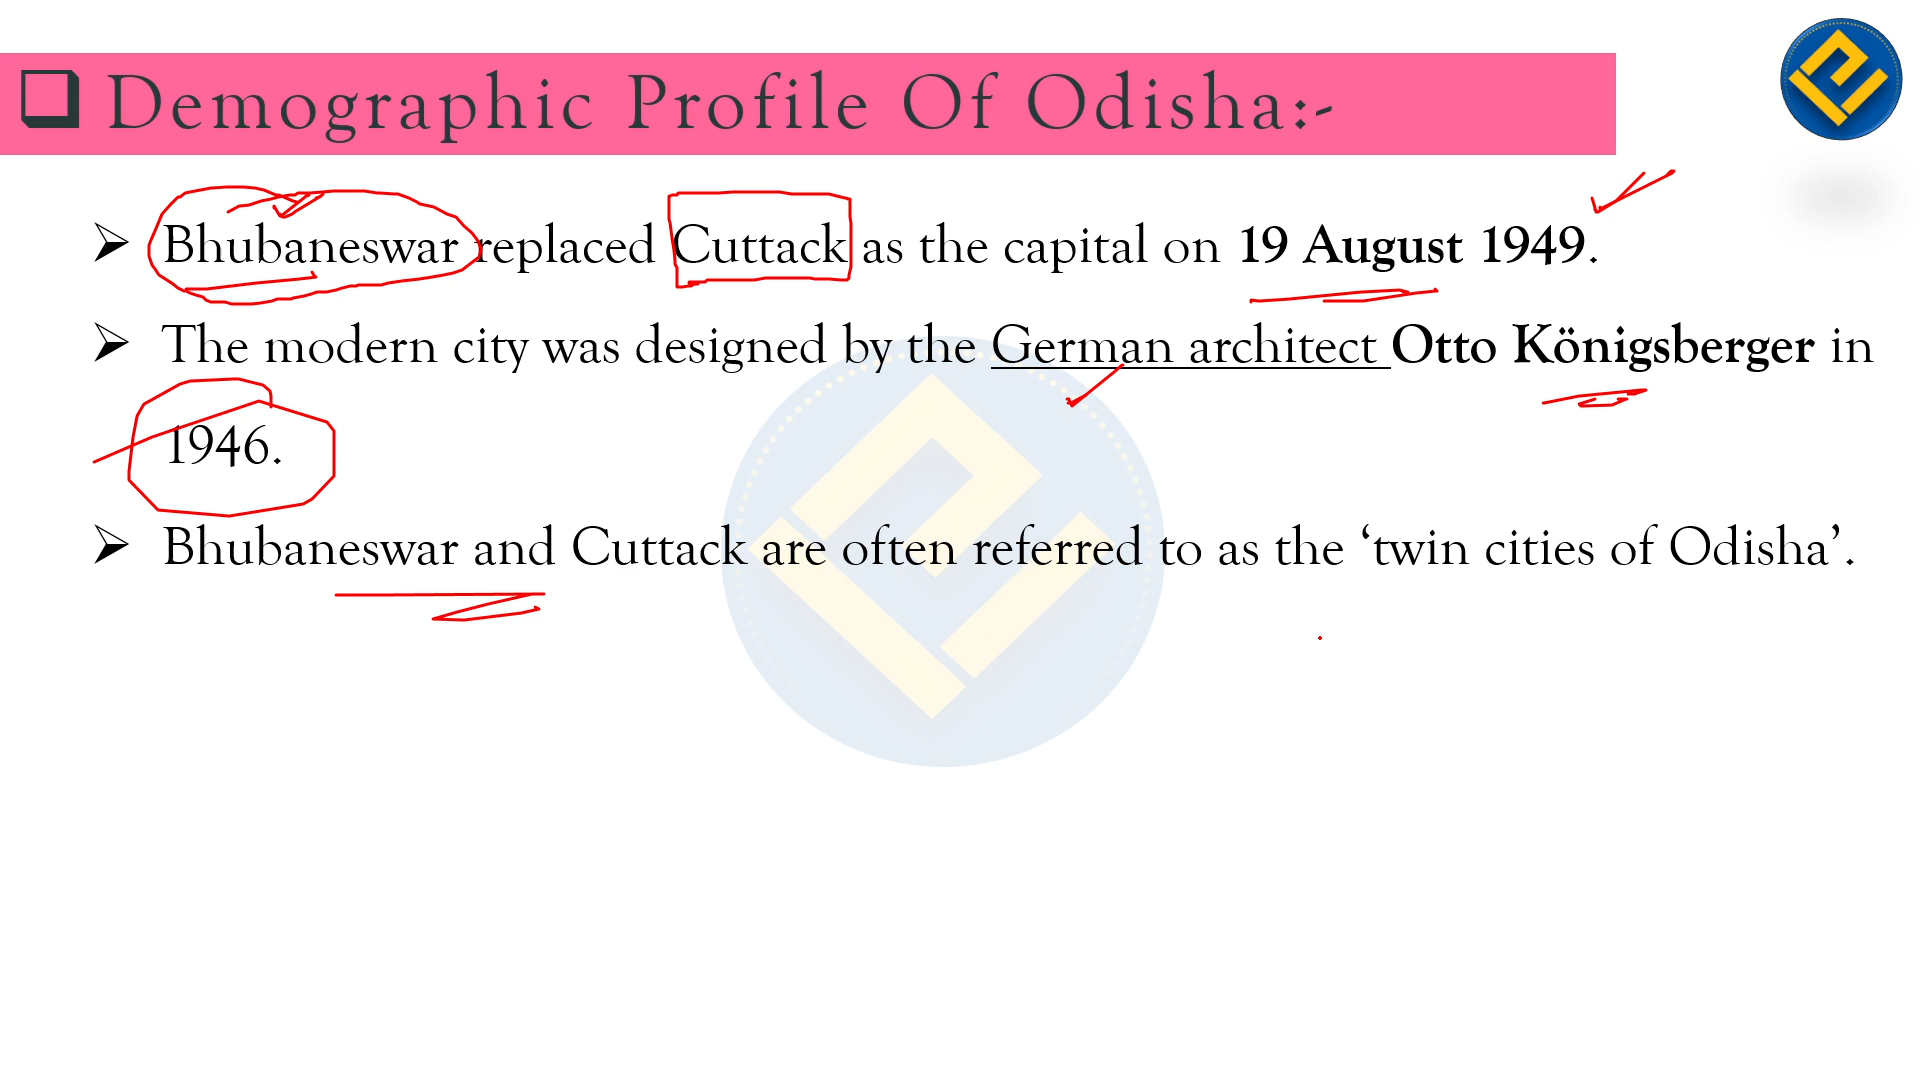 ❑ Demographic Profile Of Odisha:-
➢ Bhubaneswar replaced Cuttack as the capital on 19 August 1949.
➢ The modern city was designed by the German architect Otto Königsberger in
1946.
➢ Bhubaneswar and Cuttack are often referred to as the ‘twin cities of Odisha’.